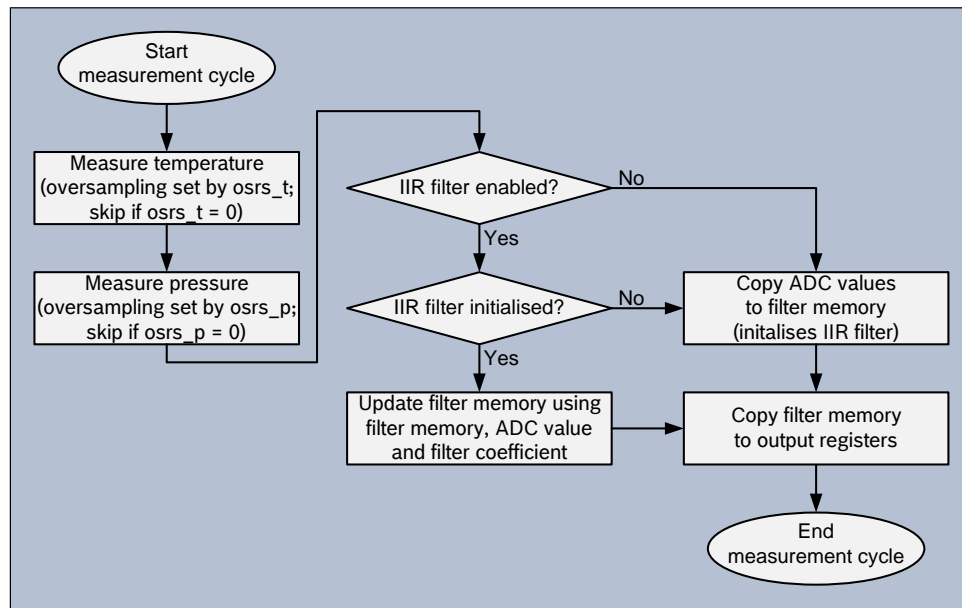 Start
measurement cycle
Measure temperature
(oversampling set by osrs_t;
skip if osrs_t = 0)
Measure pressure
(oversampling set by osrs_p;
skip if osrs_p = 0)
IIR filter enabled?
No
Yes
IIR filter initialised?
No
Yes
Update filter memory using
filter memory, ADC value
and filter coefficient
Copy ADC values
to filter memory
(initalises IIR filter)
Copy filter memory
to output registers
End
measurement cycle